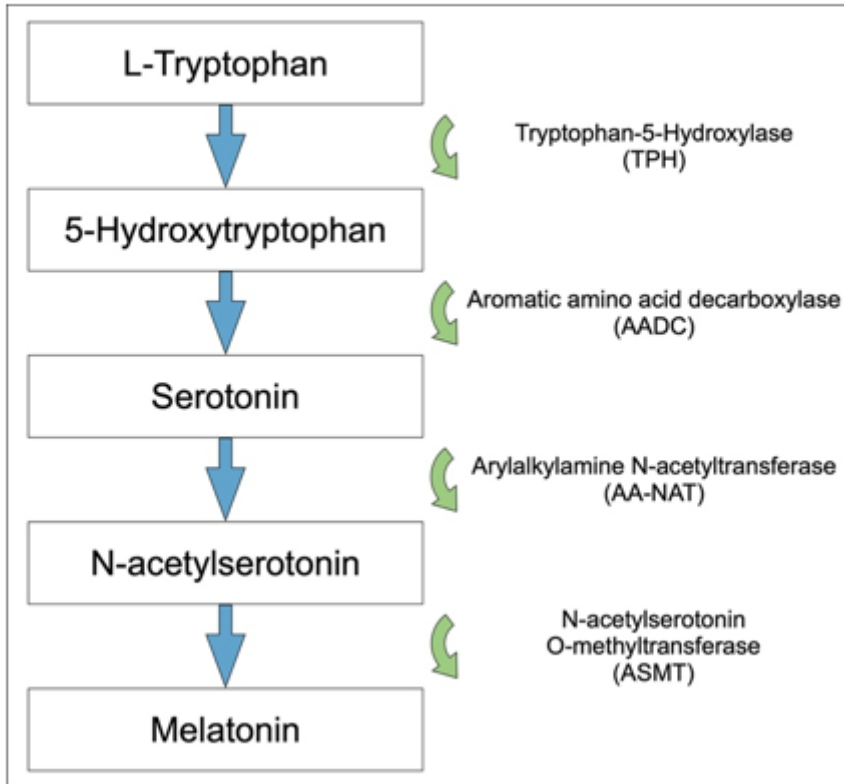 L-Tryptophan
Tryptophan-5-Hydroxylase
(TPH)
5-Hydroxytryptophan
Aromatic amino acid decarboxylase
(AADC)
Serotonin
Arylalkylamine N-acetyltransferase
(AA-NAT)
N-acetylserotonin
N-acetylserotonin
O-methyltransferase
(ASMT)
Melatonin